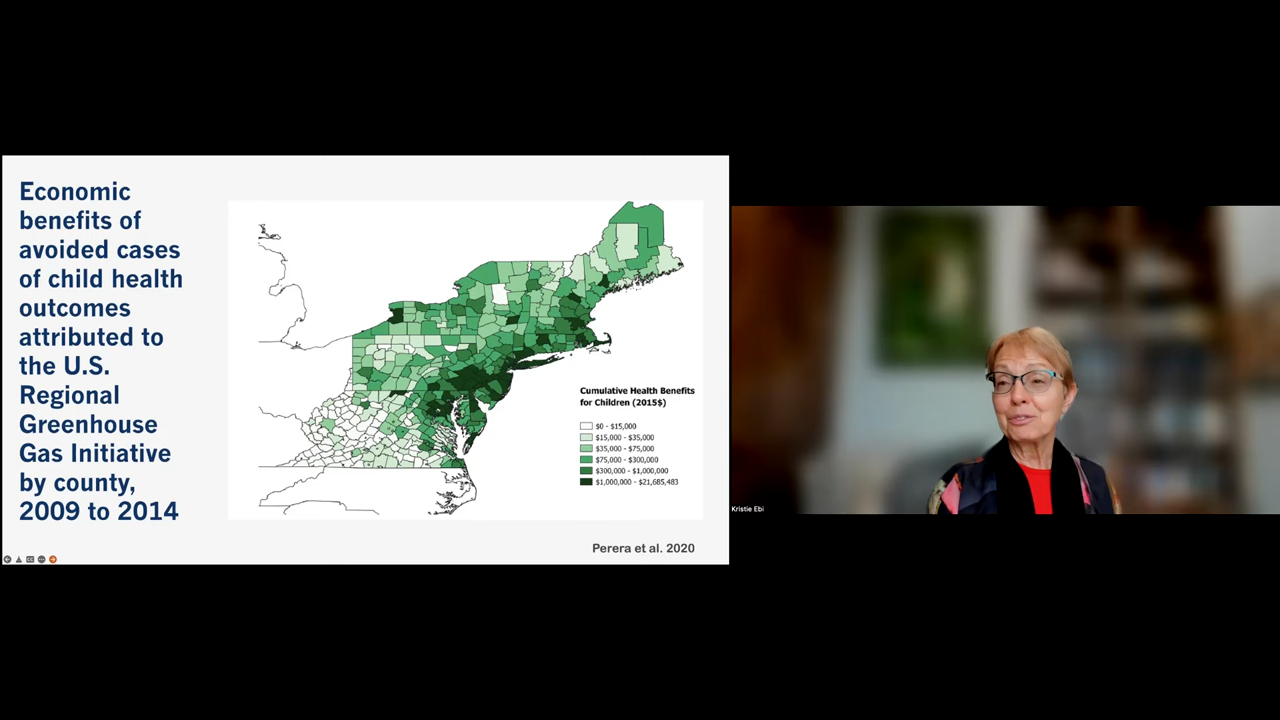 Economic
benefits of
avoided cases
of child health
outcomes
attributed to
the U.S.
Regional
Greenhouse
Gas Initiative
by county,
2009 to 2014
Cumulative Health Benefits
for Children (2015$)
$0 - $15,000
$15,000 - $35,000
$35,000 - $75,000
$75,000 - $300,000
$300,000 - $1,000,000
$1,000,000 - $21,685,483
Perera et al. 2020
Kristie Ebi